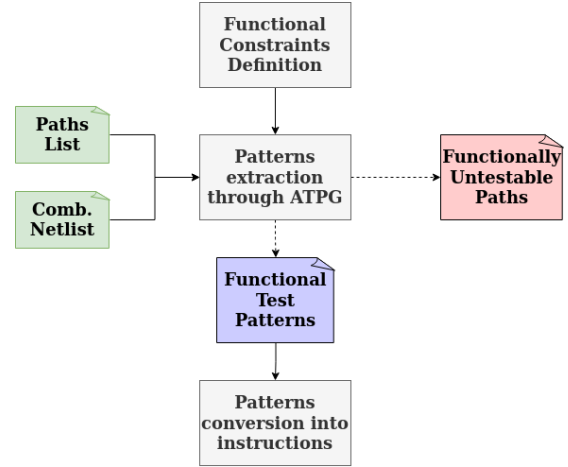 Functional
Constraints
Definition
Paths
List
Patterns
extraction
through ATPG
Functionally
Untestable
Paths
Comb.
Netlist
Functional
Test
Patterns
Patterns
conversion into
instructions